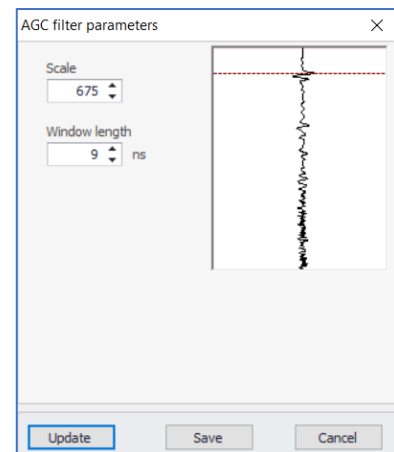 AGC filter parameters
Scale
675
Window length
9 ns
Update Save Cancel